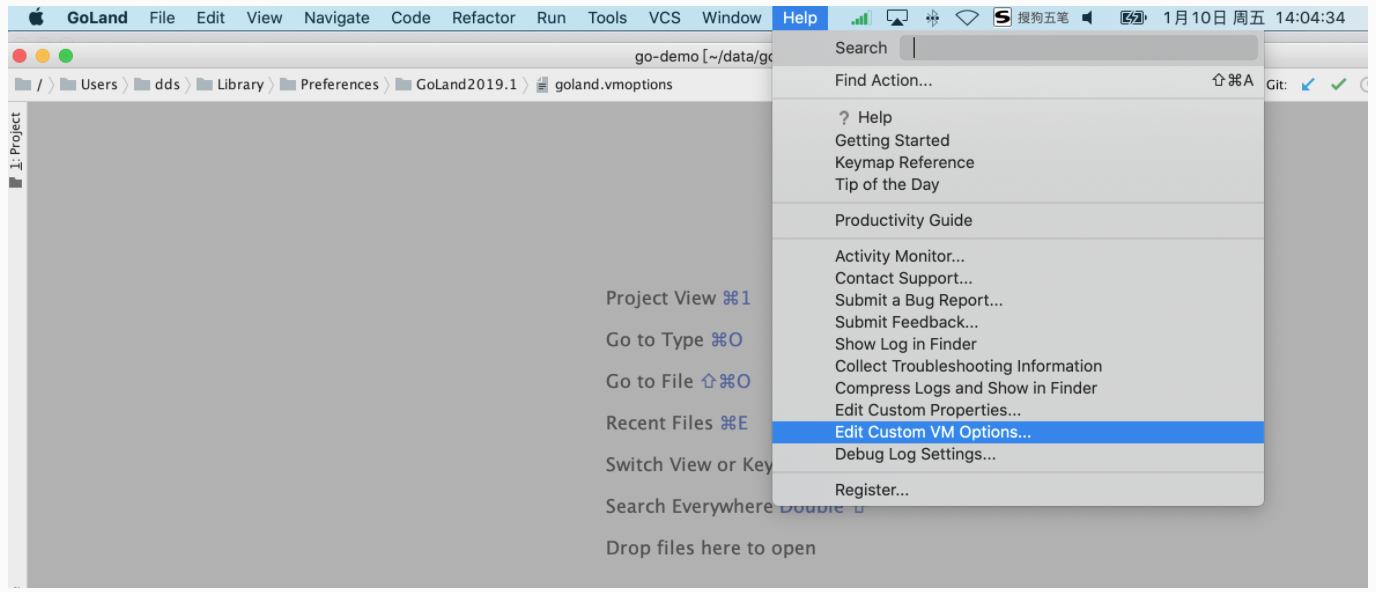 GoLand File Edit View Navigate Code Refactor Run Tools VCS Window Help S 搜狗五笔 1月10日 周五 14:04:34
go-demo [~/data/go
/ Users dds Library Preferences GoLand2019.1 goland.vmoptions
Git:
1: Project
Search
Find Action... ⇧⌘A
? Help
Getting Started
Keymap Reference
Tip of the Day
Productivity Guide
Activity Monitor...
Contact Support...
Submit a Bug Report...
Submit Feedback...
Show Log in Finder
Collect Troubleshooting Information
Compress Logs and Show in Finder
Edit Custom Properties...
Edit Custom VM Options...
Debug Log Settings...
Register...
Project View ⌘1
Go to Type ⌘O
Go to File ⇧⌘O
Recent Files ⌘E
Switch View or Key
Search Everywhere Double ⇧
Drop files here to open